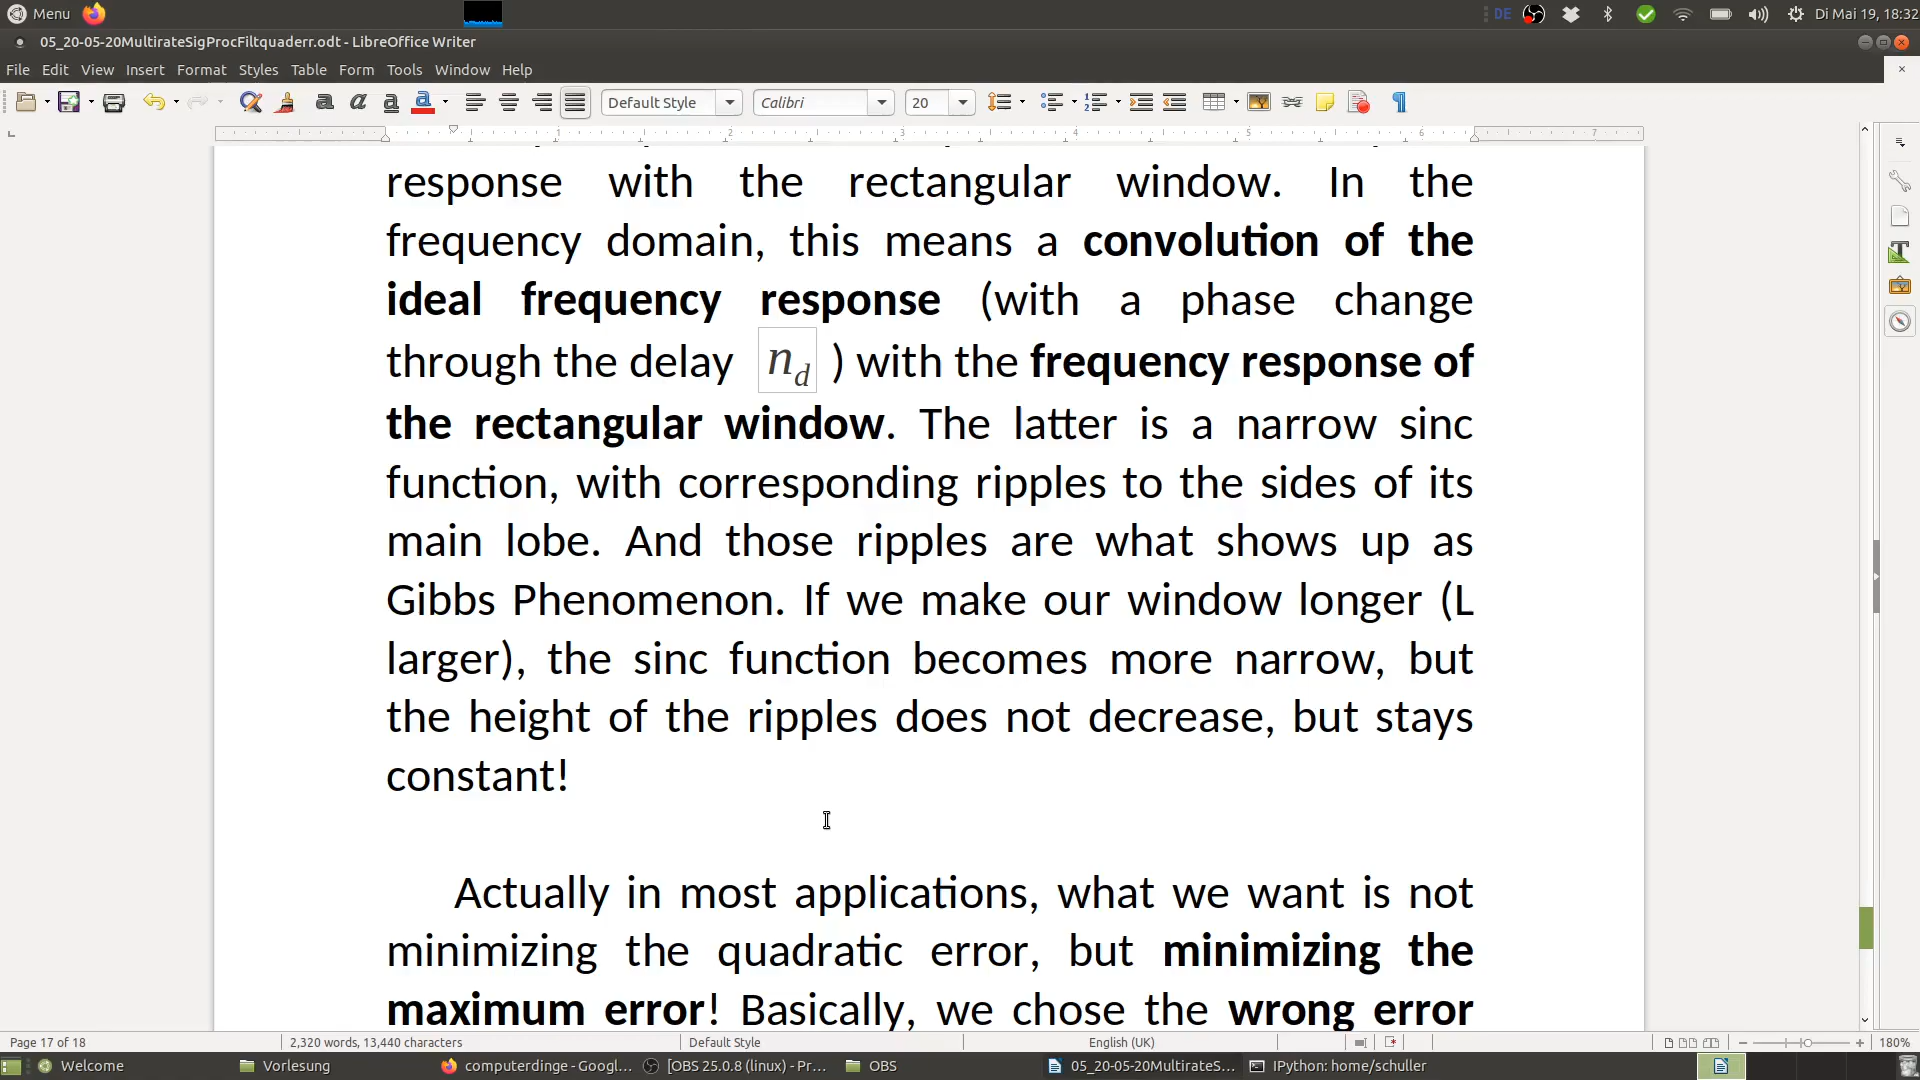 Menu
DE
Di Mai 19, 18:32
05_20-05-20MultirateSigProcFiltquaderr.odt - LibreOffice Writer
File Edit View Insert Format Styles Table Form Tools Window Help
Default Style Calibri 20
1 2 3 4 5 6 7
response with the rectangular window. In the
frequency domain, this means a convolution of the
ideal frequency response (with a phase change
through the delay n_d ) with the frequency response of
the rectangular window. The latter is a narrow sinc
function, with corresponding ripples to the sides of its
main lobe. And those ripples are what shows up as
Gibbs Phenomenon. If we make our window longer (L
larger), the sinc function becomes more narrow, but
the height of the ripples does not decrease, but stays
constant!
Actually in most applications, what we want is not
minimizing the quadratic error, but minimizing the
maximum error! Basically, we chose the wrong error
Page 17 of 18 2,320 words, 13,440 characters Default Style English (UK) 180%
Welcome Vorlesung computerdinge - Googl... [OBS 25.0.8 (linux) - Pr... OBS 05_20-05-20MultirateS... IPython: home/schuller